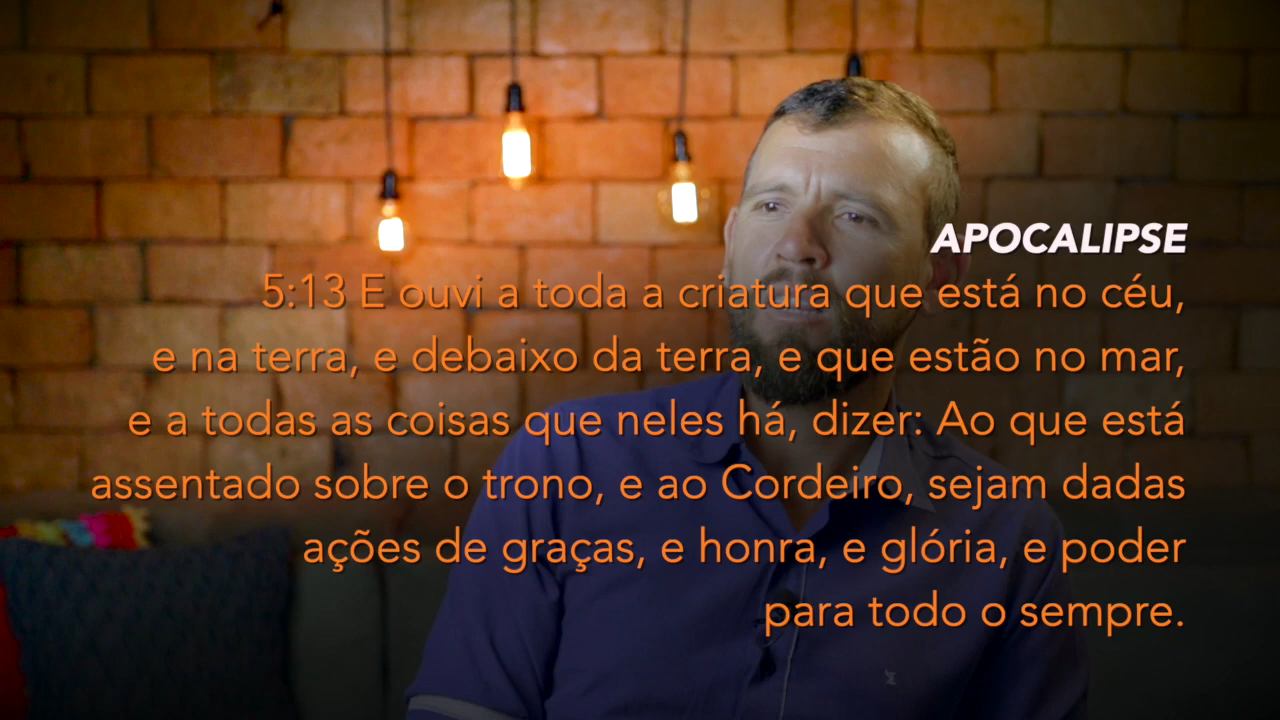 APOCALIPSE
5:13 E ouvi a toda a criatura que está no céu,
e na terra, e debaixo da terra, e que estão no mar,
e a todas as coisas que neles há, dizer: Ao que está
assentado sobre o trono, e ao Cordeiro, sejam dadas
ações de graças, e honra, e glória, e poder
para todo o sempre.